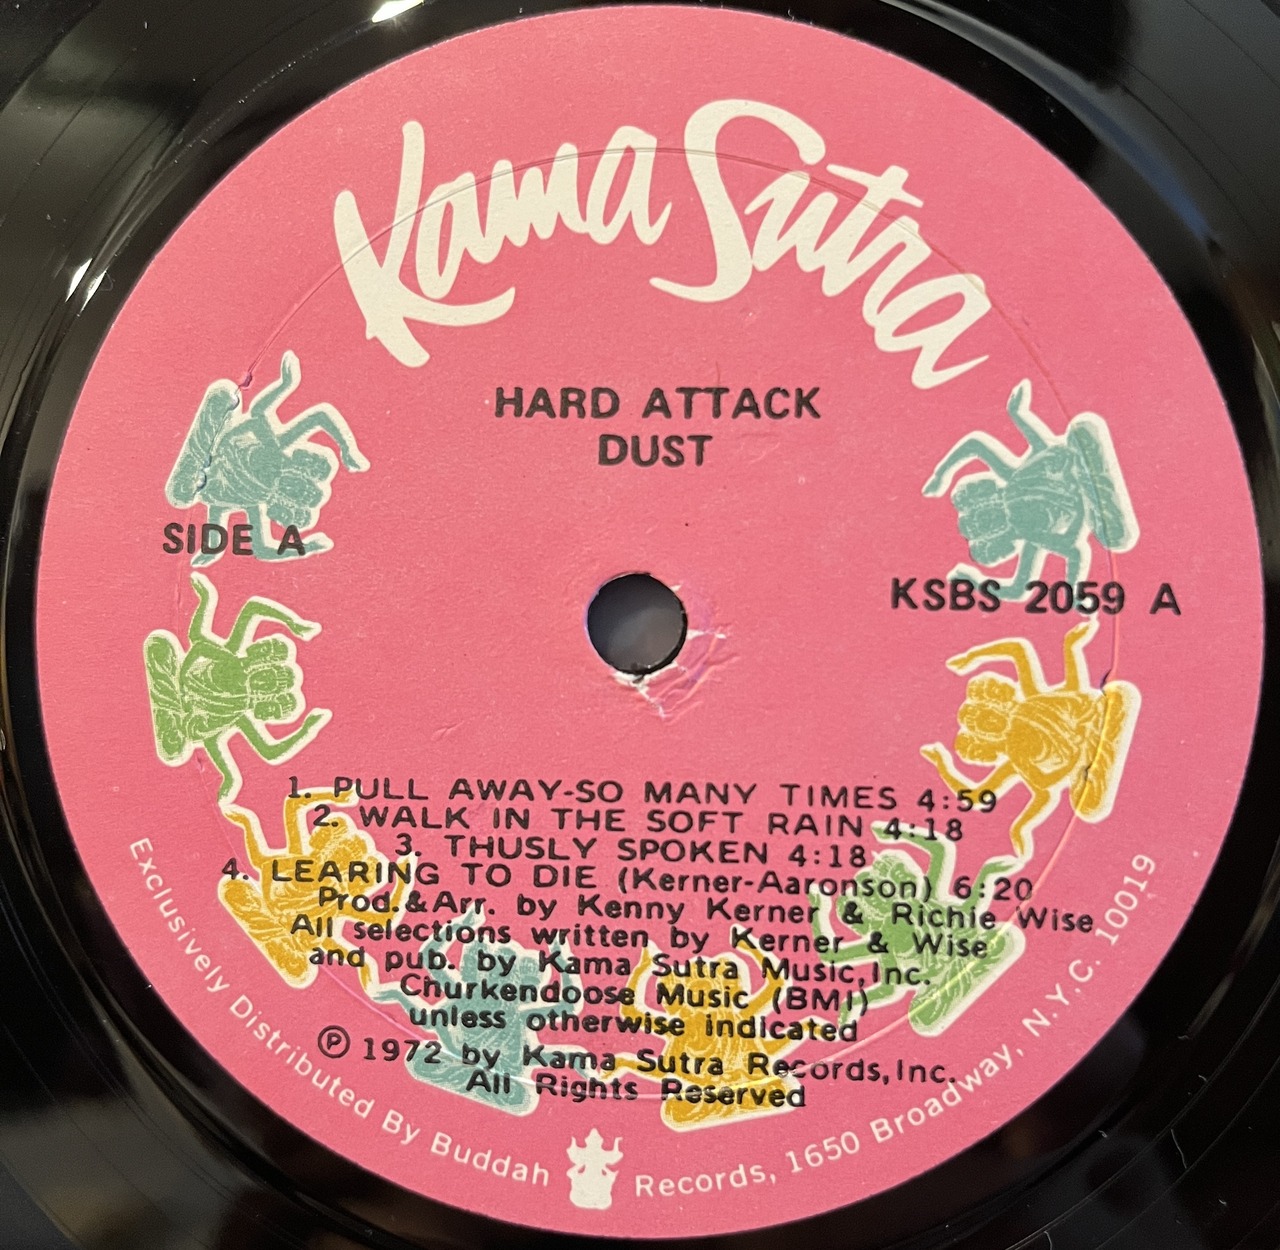 Kama Sutra
HARD ATTACK
DUST
SIDE A
KSBS 2059 A
1. PULL AWAY-SO MANY TIMES 4:59
2. WALK IN THE SOFT RAIN 4:18
3. THUSLY SPOKEN 4:18
4. LEARING TO DIE (Kerner-Aaronson) 6:20
Prod.&Arr. by Kenny Kerner & Richie Wise
All selections written by Kerner & Wise
and pub. by Kama Sutra Music,Inc.
Churkendoose Music (BMI)
unless otherwise indicated
Ⓟ 1972 by Kama Sutra Records,Inc.
All Rights Reserved
Exclusively Distributed By Buddah Records, 1650 Broadway, N.Y.C. 10019